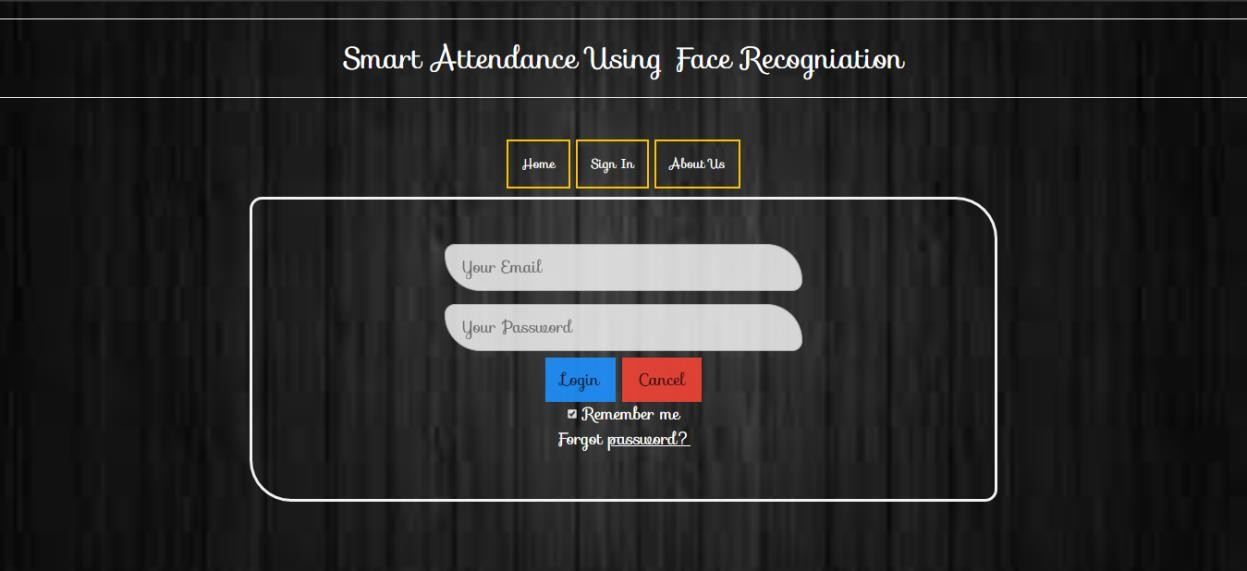 Smart Attendance Using Face Recogniation
Home Sign In About Us
Your Email
Your Password
Login Cancel
Remember me
Forgot password?